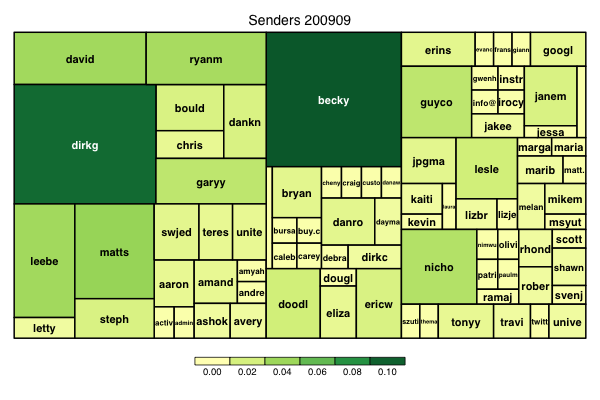 Senders 200909
david
ryanm
becky
erins
evand
frans
giann
googl
dirkg
bould
dankn
chris
garyy
guyco
gwenh
instr
info@
irocy
jakee
janem
jessa
leebe
matts
letty
steph
swjed
teres
unite
aaron
amand
amyah
andre
activ
admin
ashok
avery
bryan
cheny
craig
custo
danaw
danro
dayma
bursa
buy.c
caleb
carey
debra
dirkc
doodl
dougl
eliza
ericw
jpgma
kaiti
laura
kevin
lesle
lizbr
lizje
marga
maria
marib
matt.
melan
mikem
msyut
nicho
nimwu
olivi
patri
paulm
ramaj
rhond
rober
scott
shawn
svenj
szuti
thema
tonyy
travi
twitt
unive
0.00 0.02 0.04 0.06 0.08 0.10